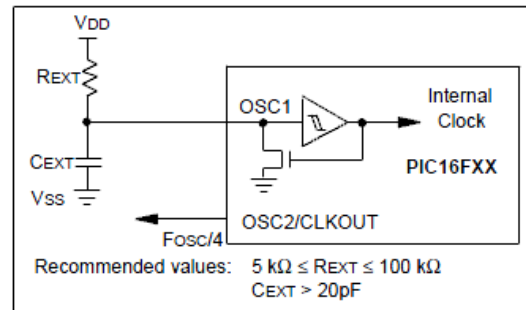 VDD
REXT
OSC1
Internal
Clock
CEXT
PIC16FXX
VSS
OSC2/CLKOUT
FOSC/4
Recommended values: 5 kΩ ≤ REXT ≤ 100 kΩ
CEXT > 20pF